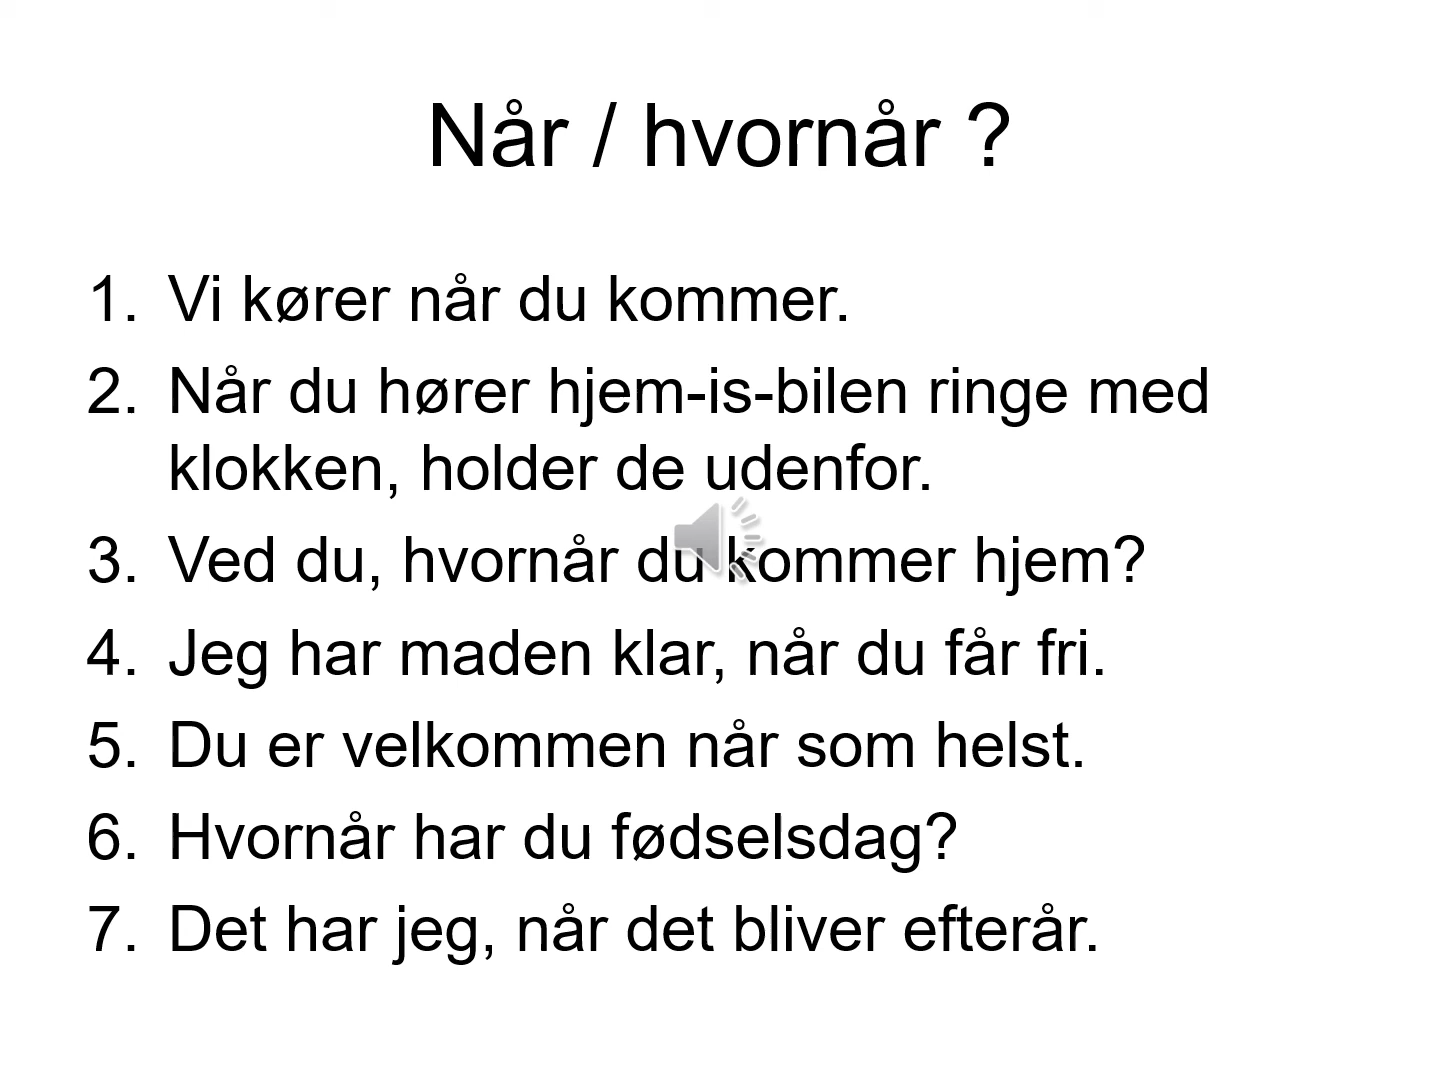 Når / hvornår ?
1. Vi kører når du kommer.
2. Når du hører hjem-is-bilen ringe med
klokken, holder de udenfor.
3. Ved du, hvornår du kommer hjem?
4. Jeg har maden klar, når du får fri.
5. Du er velkommen når som helst.
6. Hvornår har du fødselsdag?
7. Det har jeg, når det bliver efterår.